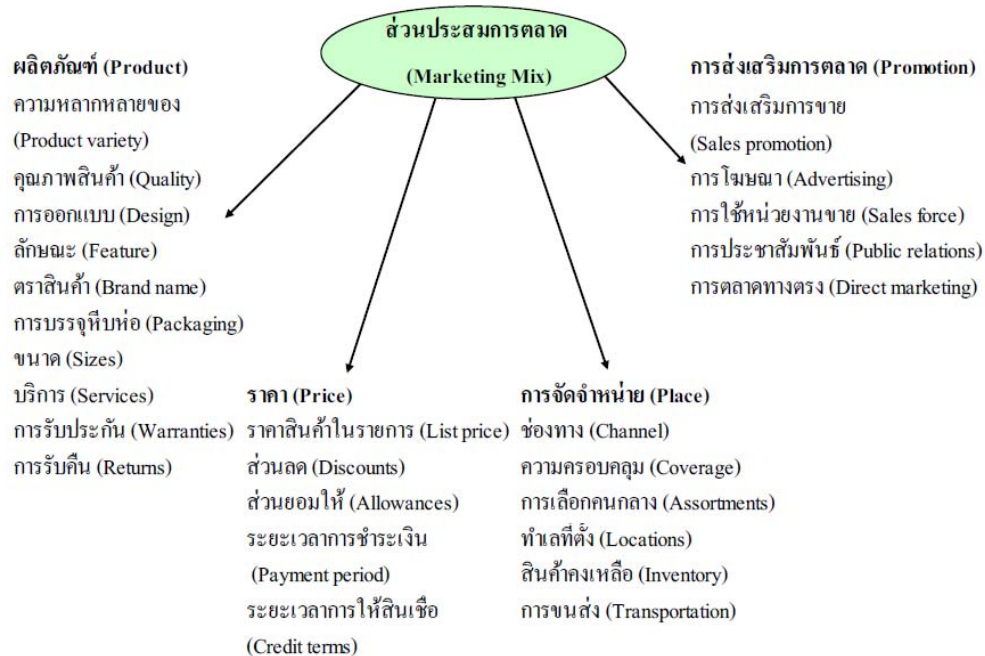 ส่วนประสมการตลาด
(Marketing Mix)
ผลิตภัณฑ์ (Product)
ความหลากหลายของ
(Product variety)
คุณภาพสินค้า (Quality)
การออกแบบ (Design)
ลักษณะ (Feature)
ตราสินค้า (Brand name)
การบรรจุหีบห่อ (Packaging)
ขนาด (Sizes)
บริการ (Services)
การรับประกัน (Warranties)
การรับคืน (Returns)
ราคา (Price)
ราคาสินค้าในรายการ (List price)
ส่วนลด (Discounts)
ส่วนยอมให้ (Allowances)
ระยะเวลาการชำระเงิน
(Payment period)
ระยะเวลาการให้สินเชื่อ
(Credit terms)
การจัดจำหน่าย (Place)
ช่องทาง (Channel)
ความครอบคลุม (Coverage)
การเลือกคนกลาง (Assortments)
ทำเลที่ตั้ง (Locations)
สินค้าคงเหลือ (Inventory)
การขนส่ง (Transportation)
การส่งเสริมการตลาด (Promotion)
การส่งเสริมการขาย
(Sales promotion)
การโฆษณา (Advertising)
การใช้หน่วยงานขาย (Sales force)
การประชาสัมพันธ์ (Public relations)
การตลาดทางตรง (Direct marketing)